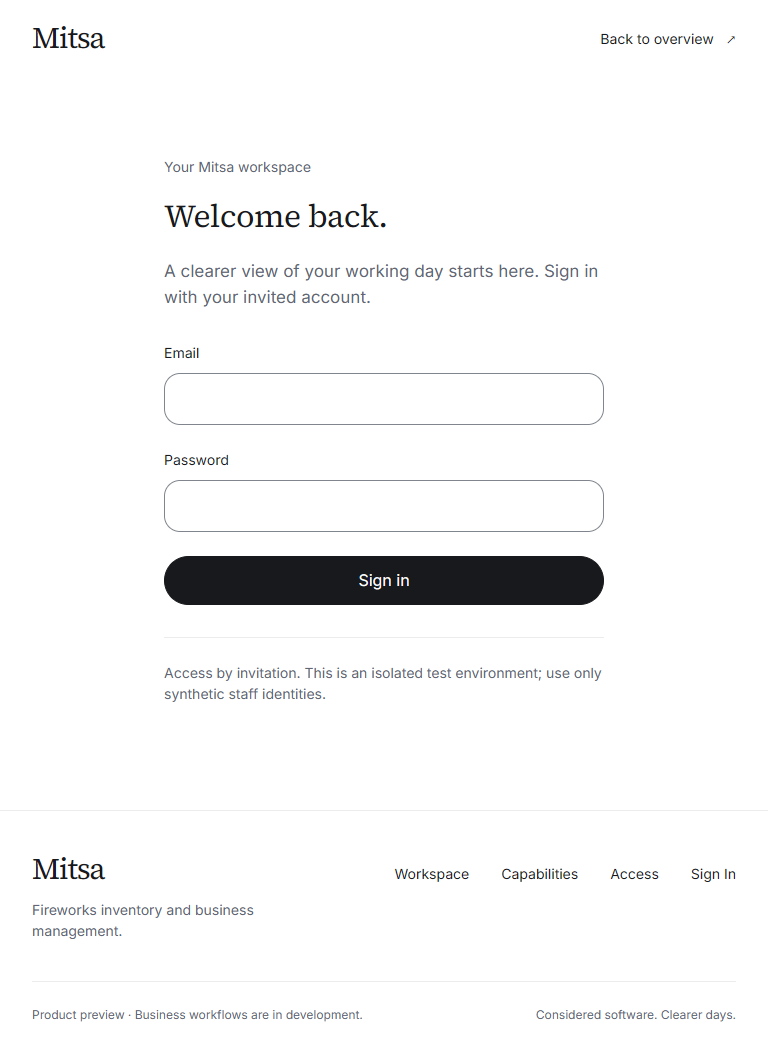 Mitsa
Back to overview ↗
Your Mitsa workspace
Welcome back.
A clearer view of your working day starts here. Sign in
with your invited account.
Email
Password
Sign in
Access by invitation. This is an isolated test environment; use only
synthetic staff identities.
Mitsa
Workspace Capabilities Access Sign In
Fireworks inventory and business
management.
Product preview · Business workflows are in development.
Considered software. Clearer days.